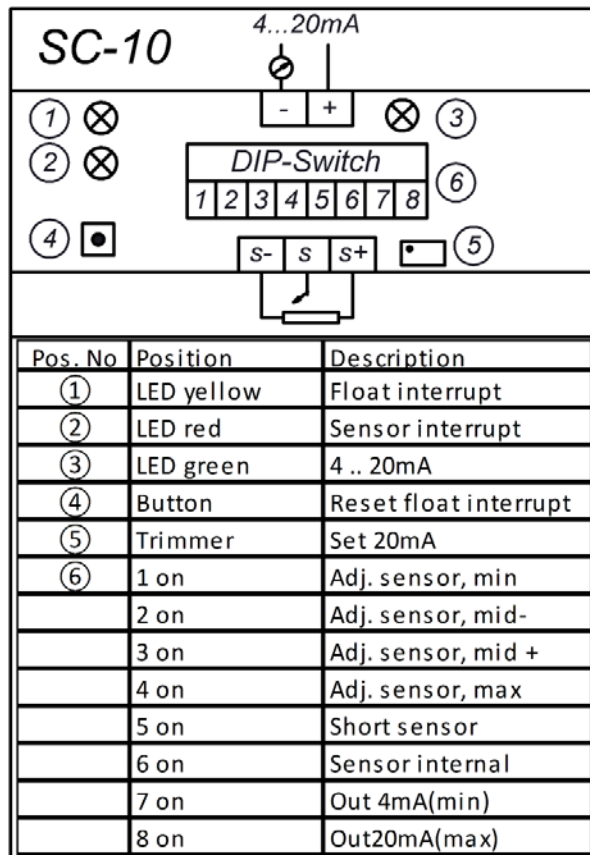 SC-10
4...20mA
- +
1
3
2
DIP-Switch
6
1 2 3 4 5 6 7 8
4
s- s s+
5
Pos. No Position Description
1 LED yellow Float interrupt
2 LED red Sensor interrupt
3 LED green 4 .. 20mA
4 Button Reset float interrupt
5 Trimmer Set 20mA
6 1 on Adj. sensor, min
2 on Adj. sensor, mid-
3 on Adj. sensor, mid +
4 on Adj. sensor, max
5 on Short sensor
6 on Sensor internal
7 on Out 4mA(min)
8 on Out20mA(max)